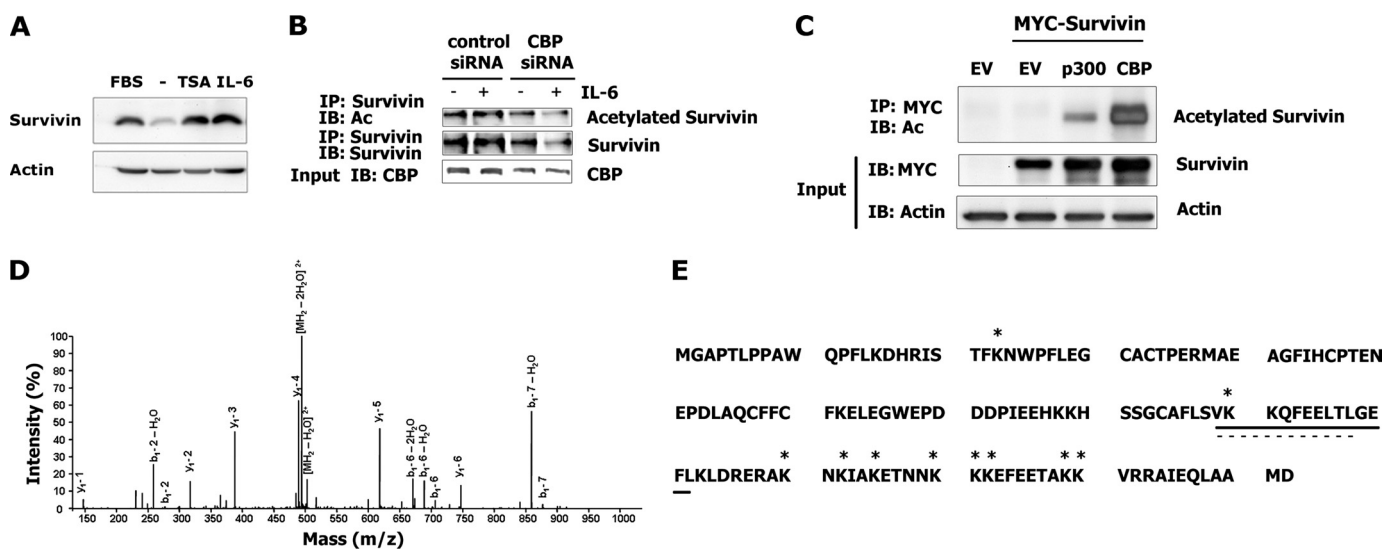 A
FBS - TSA IL-6
Survivin
Actin
B
control siRNA CBP siRNA
- + - + IL-6
IP: Survivin
IB: Ac
Acetylated Survivin
IP: Survivin
IB: Survivin
Survivin
Input IB: CBP
CBP
C
MYC-Survivin
EV EV p300 CBP
IP: MYC
IB: Ac
Acetylated Survivin
Input
IB: MYC
Survivin
IB: Actin
Actin
D
Intensity (%)
100
90
80
70
60
50
40
30
20
10
0
y₁-1
b₁-2 – H₂O
b₁-2
y₁-2
y₁-3
y₁-4
[MH₂ – 2H₂O] ²⁺
[MH₂ – H₂O] ²⁺
y₁-5
b₁-6 – 2H₂O
b₁-6 – H₂O
b₁-6
y₁-6
b₁-7 – H₂O
b₁-7
150 200 250 300 350 400 450 500 550 600 650 700 750 800 850 900 950 1000
Mass (m/z)
E
*
MGAPTLPPAW QPFLKDHRIS TFKNWPFLEG CACTPERMAE AGFIHCPTEN
*
EPDLAQCFFC FKELEGWEPD DDPIEEHKKH SSGCAFLSVK KQFEELTLGE
* * * * * * * *
FLKLDRERAK NKIAKETNNK KKEFEETAKK VRRAIEQLAA MD